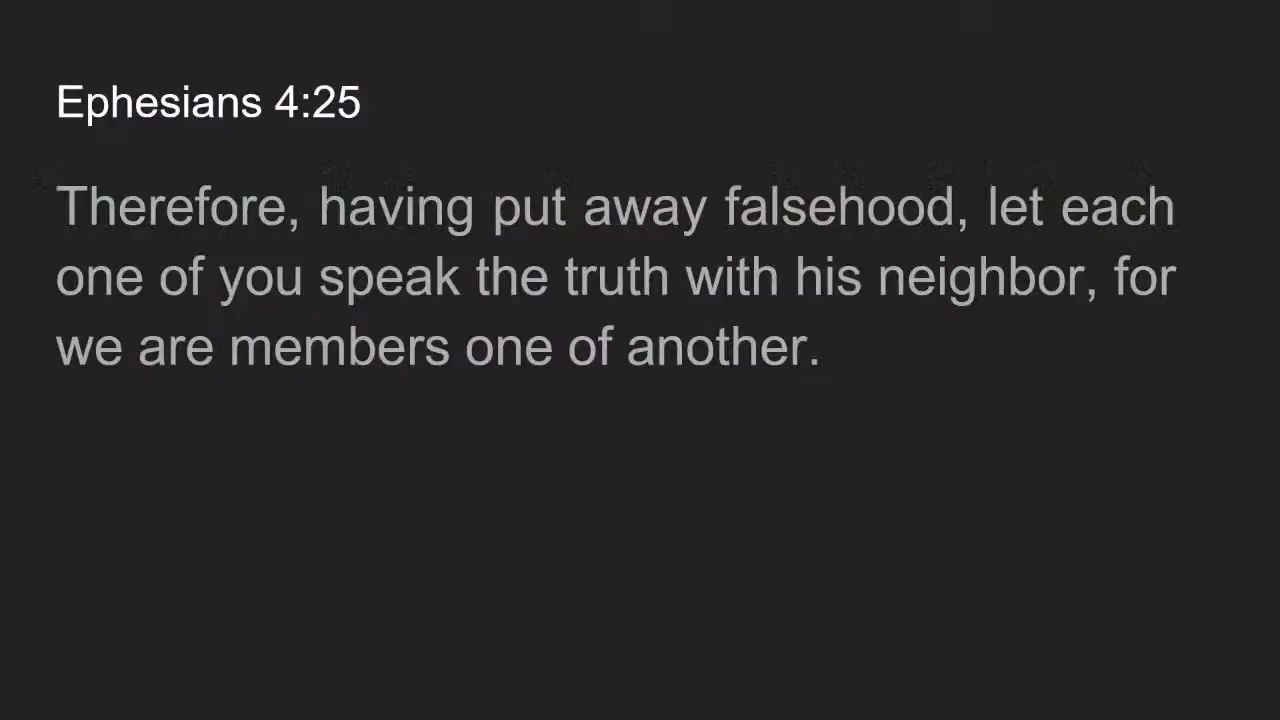 Ephesians 4:25
Therefore, having put away falsehood, let each
one of you speak the truth with his neighbor, for
we are members one of another.